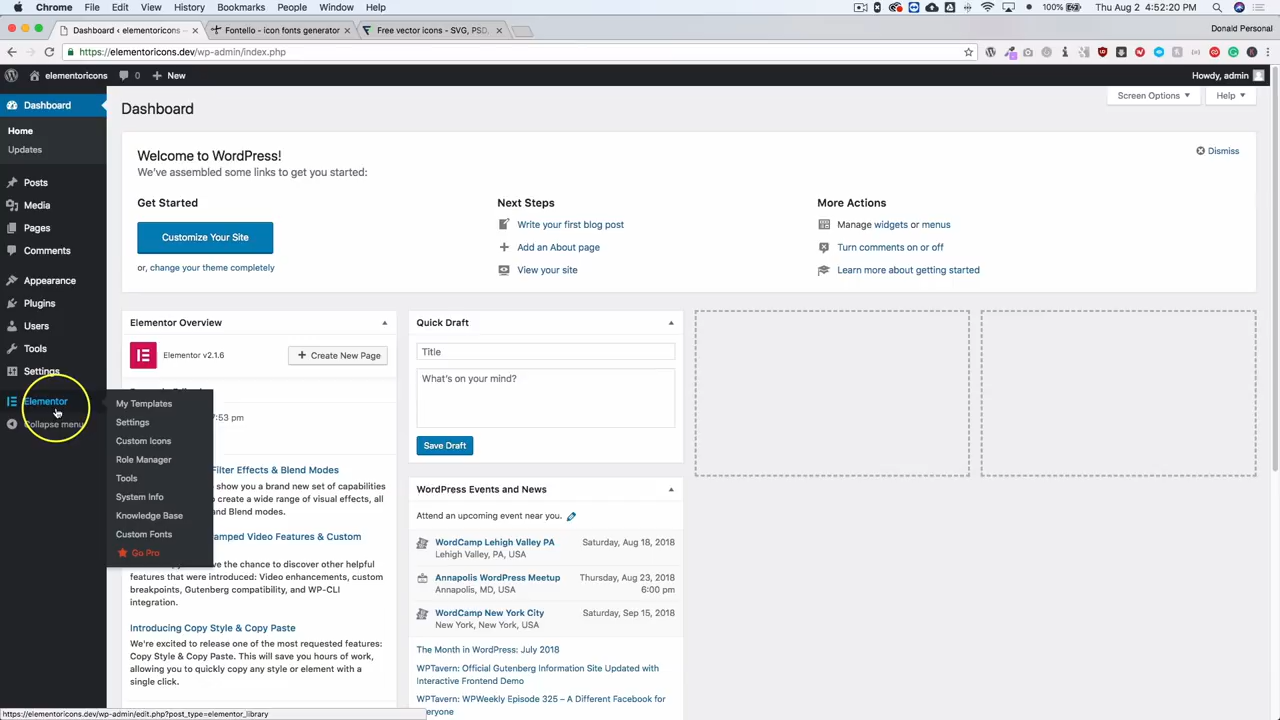 Chrome File Edit View History Bookmarks People Window Help
100% Thu Aug 2 4:52:20 PM
Dashboard ‹ elementoricons
Fontello - icon fonts generator
Free vector icons - SVG, PSD,
Donald Personal
https://elementoricons.dev/wp-admin/index.php
elementoricons 0 New
Howdy, admin
Dashboard
Home
Updates
Posts
Media
Pages
Comments
Appearance
Plugins
Users
Tools
Settings
Elementor
Collapse menu
My Templates
Settings
Custom Icons
Role Manager
Tools
System Info
Knowledge Base
Custom Fonts
Go Pro
Dashboard
Screen Options
Help
Welcome to WordPress!
We've assembled some links to get you started:
Dismiss
Get Started
Customize Your Site
or, change your theme completely
Next Steps
Write your first blog post
Add an About page
View your site
More Actions
Manage widgets or menus
Turn comments on or off
Learn more about getting started
Elementor Overview
Elementor v2.1.6
Create New Page
7:53 pm
Filter Effects & Blend Modes
show you a brand new set of capabilities
create a wide range of visual effects, all
and Blend modes.
amped Video Features & Custom
ve the chance to discover other helpful
features that were introduced: Video enhancements, custom
breakpoints, Gutenberg compatibility, and WP-CLI
integration.
Introducing Copy Style & Copy Paste
We're excited to release one of the most requested features:
Copy Style & Copy Paste. This will save you hours of work,
allowing you to quickly copy any style or element with a
single click.
Quick Draft
Title
What's on your mind?
Save Draft
WordPress Events and News
Attend an upcoming event near you.
WordCamp Lehigh Valley PA Saturday, Aug 18, 2018
Lehigh Valley, PA, USA
Annapolis WordPress Meetup Thursday, Aug 23, 2018
Annapolis, MD, USA 6:00 pm
WordCamp New York City Saturday, Sep 15, 2018
New York, New York, USA
The Month in WordPress: July 2018
WPTavern: Official Gutenberg Information Site Updated with
Interactive Frontend Demo
WPTavern: WPWeekly Episode 325 – A Different Facebook for
Everyone
https://elementoricons.dev/wp-admin/edit.php?post_type=elementor_library